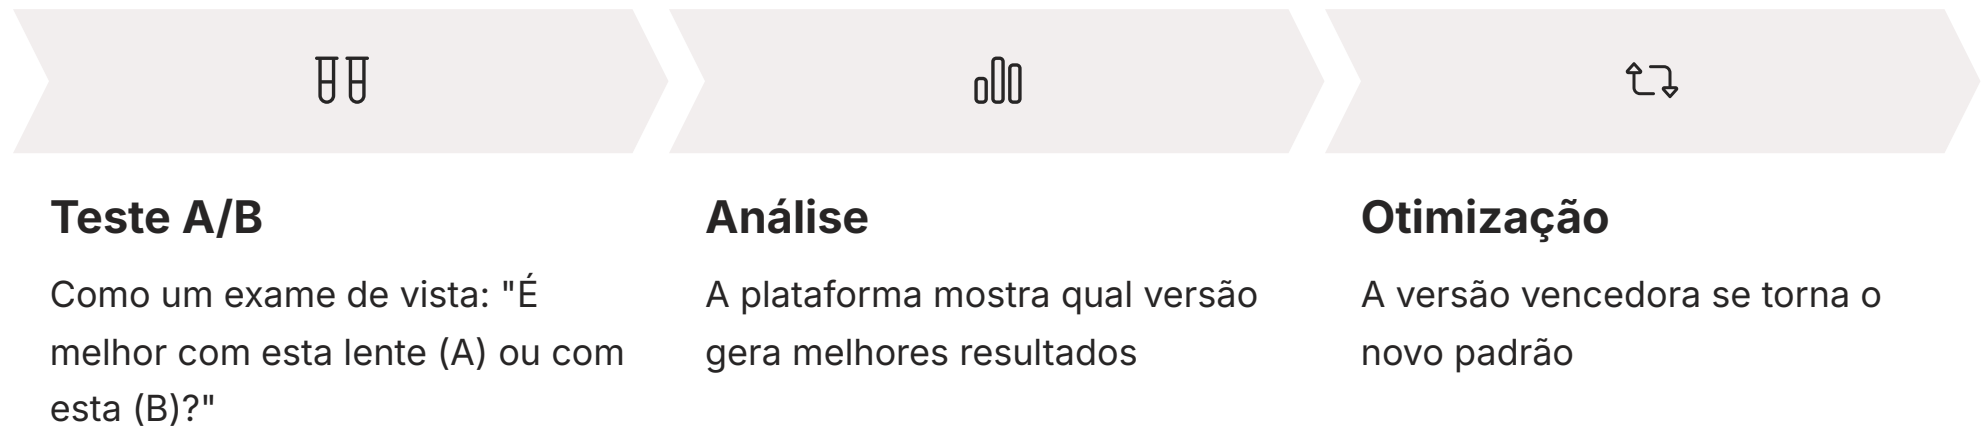 Teste A/B
Como um exame de vista: "É
melhor com esta lente (A) ou com
esta (B)?"
Análise
A plataforma mostra qual versão
gera melhores resultados
Otimização
A versão vencedora se torna o
novo padrão